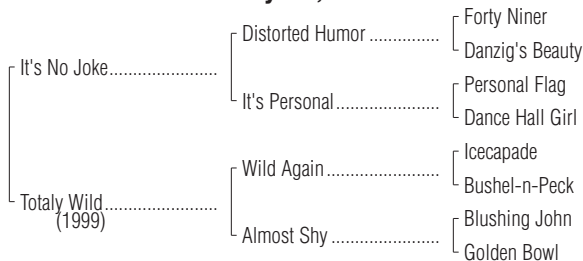 Forty Niner
Distorted Humor ................
Danzig's Beauty
It's No Joke........................
Personal Flag
It's Personal........................
Dance Hall Girl
Icecapade
Wild Again ..........................
Bushel-n-Peck
Totaly Wild.........................
(1999)
Blushing John
Almost Shy .........................
Golden Bowl